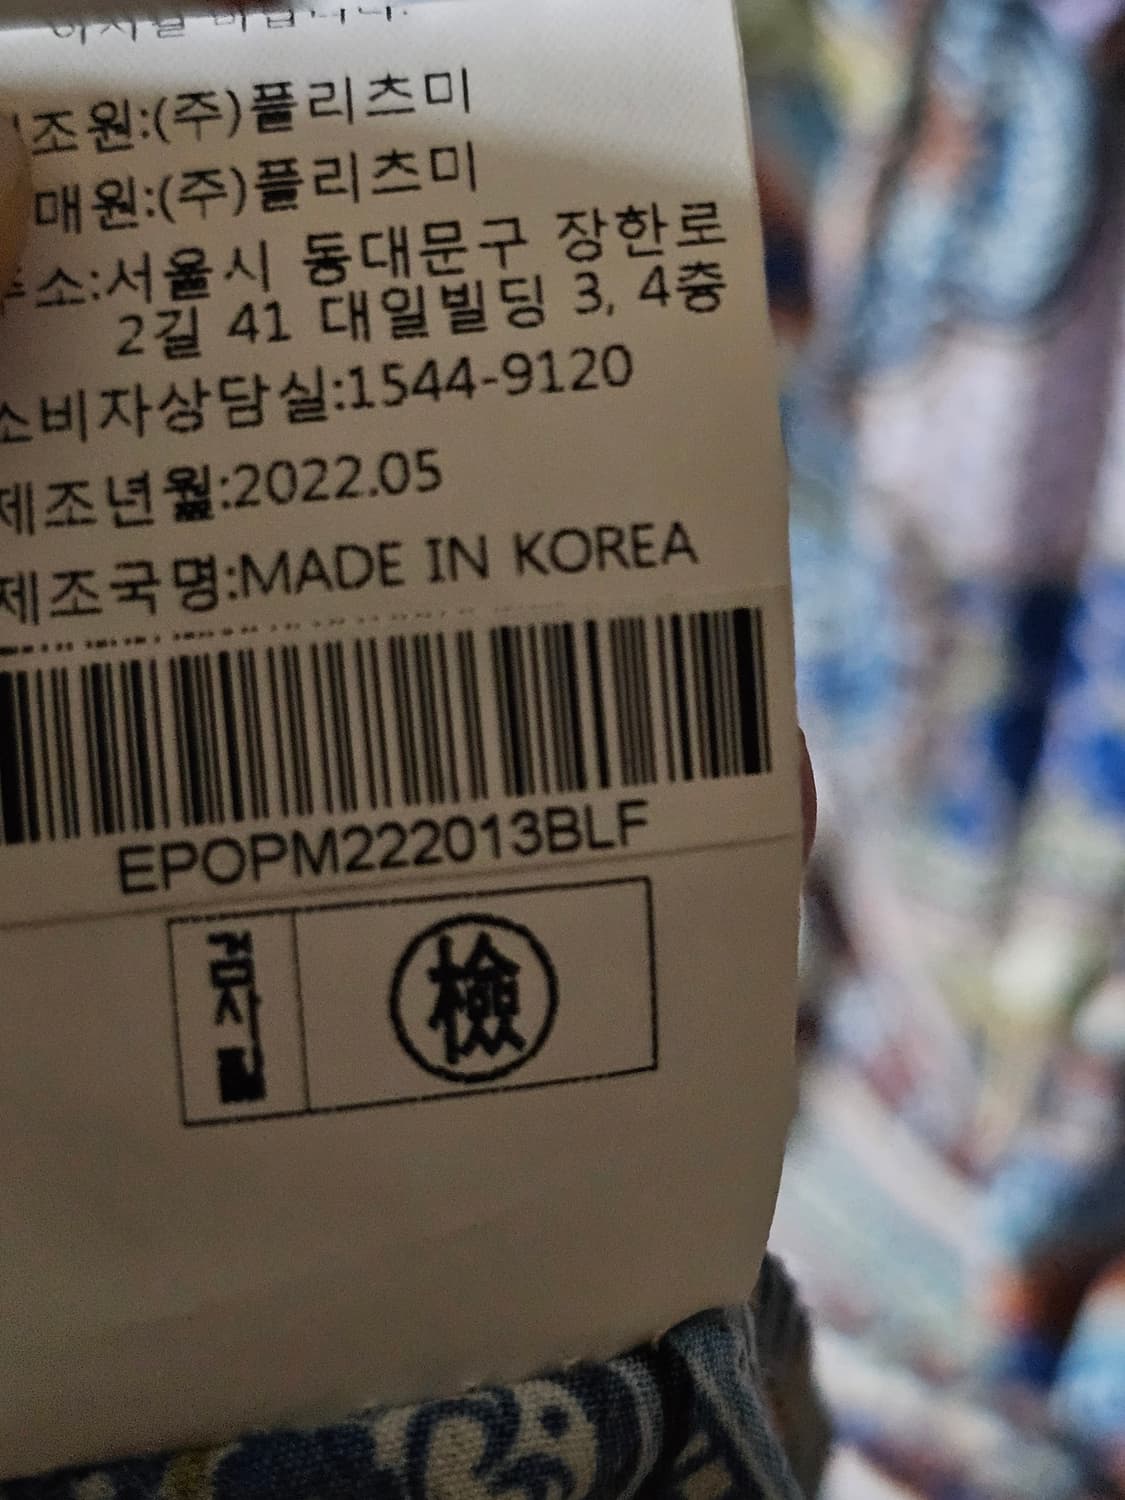 조원:(주)플리츠미
매원:(주)플리츠미
소:서울시 동대문구 장한로
2길 41 대일빌딩 3, 4층
소비자상담실:1544-9120
제조년월:2022.05
제조국명:MADE IN KOREA
EPOPM222013BLF
검사필
檢